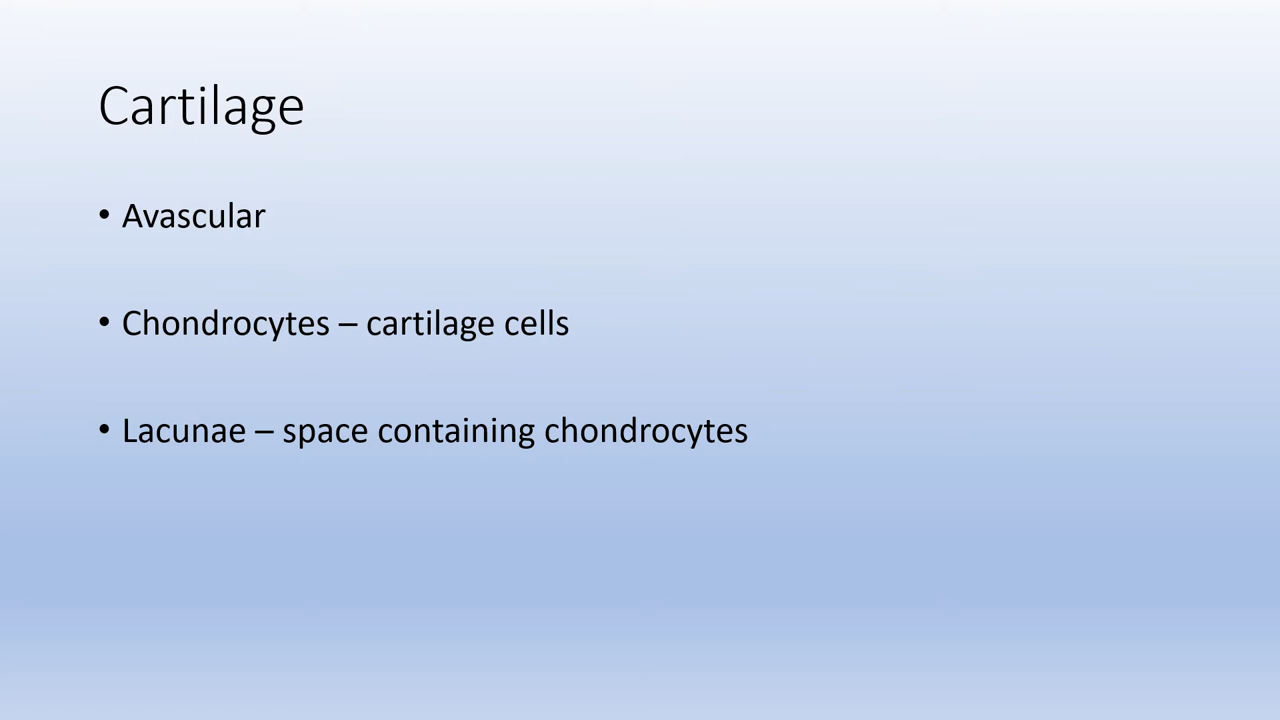 Cartilage
• Avascular
• Chondrocytes – cartilage cells
• Lacunae – space containing chondrocytes